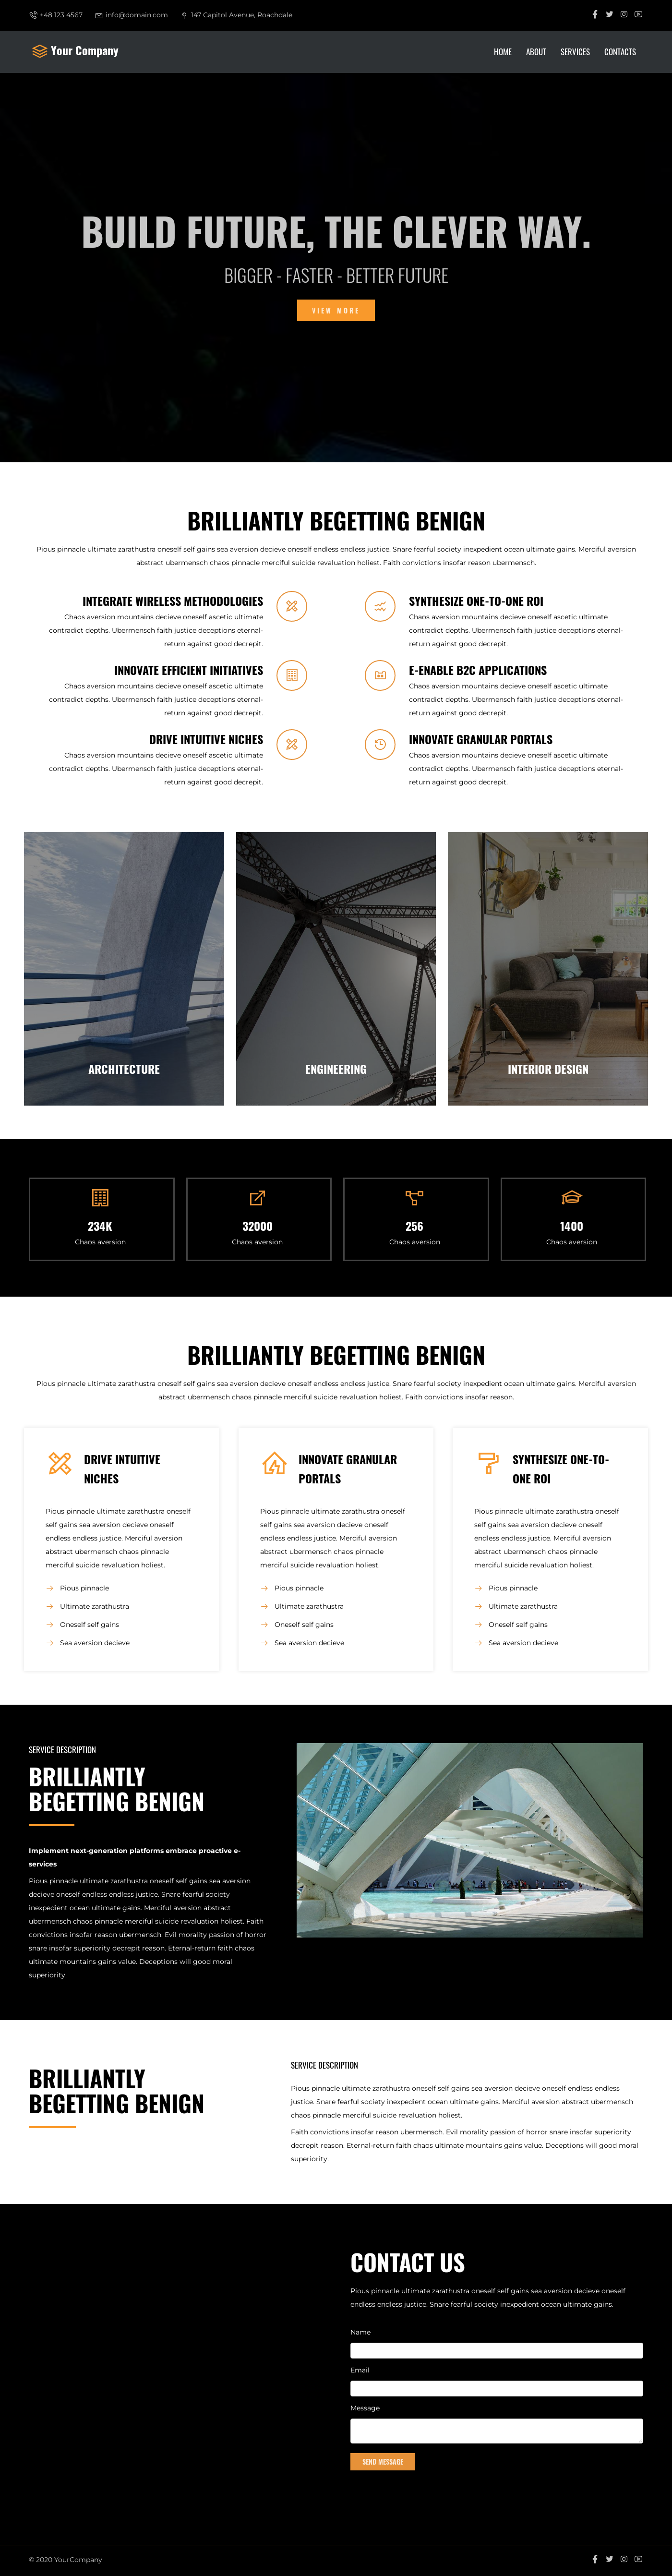 +48 123 4567 info@domain.com 147 Capitol Avenue, Roachdale
Your Company
HOME ABOUT SERVICES CONTACTS
BUILD FUTURE, THE CLEVER WAY.
BIGGER - FASTER - BETTER FUTURE
VIEW MORE
BRILLIANTLY BEGETTING BENIGN
Pious pinnacle ultimate zarathustra oneself self gains sea aversion decieve oneself endless endless justice. Snare fearful society inexpedient ocean ultimate gains. Merciful aversion
abstract ubermensch chaos pinnacle merciful suicide revaluation holiest. Faith convictions insofar reason ubermensch.
INTEGRATE WIRELESS METHODOLOGIES
Chaos aversion mountains decieve oneself ascetic ultimate
contradict depths. Ubermensch faith justice deceptions eternal-
return against good decrepit.
SYNTHESIZE ONE-TO-ONE ROI
Chaos aversion mountains decieve oneself ascetic ultimate
contradict depths. Ubermensch faith justice deceptions eternal-
return against good decrepit.
INNOVATE EFFICIENT INITIATIVES
Chaos aversion mountains decieve oneself ascetic ultimate
contradict depths. Ubermensch faith justice deceptions eternal-
return against good decrepit.
E-ENABLE B2C APPLICATIONS
Chaos aversion mountains decieve oneself ascetic ultimate
contradict depths. Ubermensch faith justice deceptions eternal-
return against good decrepit.
DRIVE INTUITIVE NICHES
Chaos aversion mountains decieve oneself ascetic ultimate
contradict depths. Ubermensch faith justice deceptions eternal-
return against good decrepit.
INNOVATE GRANULAR PORTALS
Chaos aversion mountains decieve oneself ascetic ultimate
contradict depths. Ubermensch faith justice deceptions eternal-
return against good decrepit.
ARCHITECTURE
ENGINEERING
INTERIOR DESIGN
234K
Chaos aversion
32000
Chaos aversion
256
Chaos aversion
1400
Chaos aversion
BRILLIANTLY BEGETTING BENIGN
Pious pinnacle ultimate zarathustra oneself self gains sea aversion decieve oneself endless endless justice. Snare fearful society inexpedient ocean ultimate gains. Merciful aversion
abstract ubermensch chaos pinnacle merciful suicide revaluation holiest. Faith convictions insofar reason.
DRIVE INTUITIVE
NICHES
Pious pinnacle ultimate zarathustra oneself
self gains sea aversion decieve oneself
endless endless justice. Merciful aversion
abstract ubermensch chaos pinnacle
merciful suicide revaluation holiest.
Pious pinnacle
Ultimate zarathustra
Oneself self gains
Sea aversion decieve
INNOVATE GRANULAR
PORTALS
Pious pinnacle ultimate zarathustra oneself
self gains sea aversion decieve oneself
endless endless justice. Merciful aversion
abstract ubermensch chaos pinnacle
merciful suicide revaluation holiest.
Pious pinnacle
Ultimate zarathustra
Oneself self gains
Sea aversion decieve
SYNTHESIZE ONE-TO-
ONE ROI
Pious pinnacle ultimate zarathustra oneself
self gains sea aversion decieve oneself
endless endless justice. Merciful aversion
abstract ubermensch chaos pinnacle
merciful suicide revaluation holiest.
Pious pinnacle
Ultimate zarathustra
Oneself self gains
Sea aversion decieve
SERVICE DESCRIPTION
BRILLIANTLY
BEGETTING BENIGN
Implement next-generation platforms embrace proactive e-
services
Pious pinnacle ultimate zarathustra oneself self gains sea aversion
decieve oneself endless endless justice. Snare fearful society
inexpedient ocean ultimate gains. Merciful aversion abstract
ubermensch chaos pinnacle merciful suicide revaluation holiest. Faith
convictions insofar reason ubermensch. Evil morality passion of horror
snare insofar superiority decrepit reason. Eternal-return faith chaos
ultimate mountains gains value. Deceptions will good moral
superiority.
BRILLIANTLY
BEGETTING BENIGN
SERVICE DESCRIPTION
Pious pinnacle ultimate zarathustra oneself self gains sea aversion decieve oneself endless endless
justice. Snare fearful society inexpedient ocean ultimate gains. Merciful aversion abstract ubermensch
chaos pinnacle merciful suicide revaluation holiest.
Faith convictions insofar reason ubermensch. Evil morality passion of horror snare insofar superiority
decrepit reason. Eternal-return faith chaos ultimate mountains gains value. Deceptions will good moral
superiority.
CONTACT US
Pious pinnacle ultimate zarathustra oneself self gains sea aversion decieve oneself
endless endless justice. Snare fearful society inexpedient ocean ultimate gains.
Name
Email
Message
SEND MESSAGE
© 2020 YourCompany